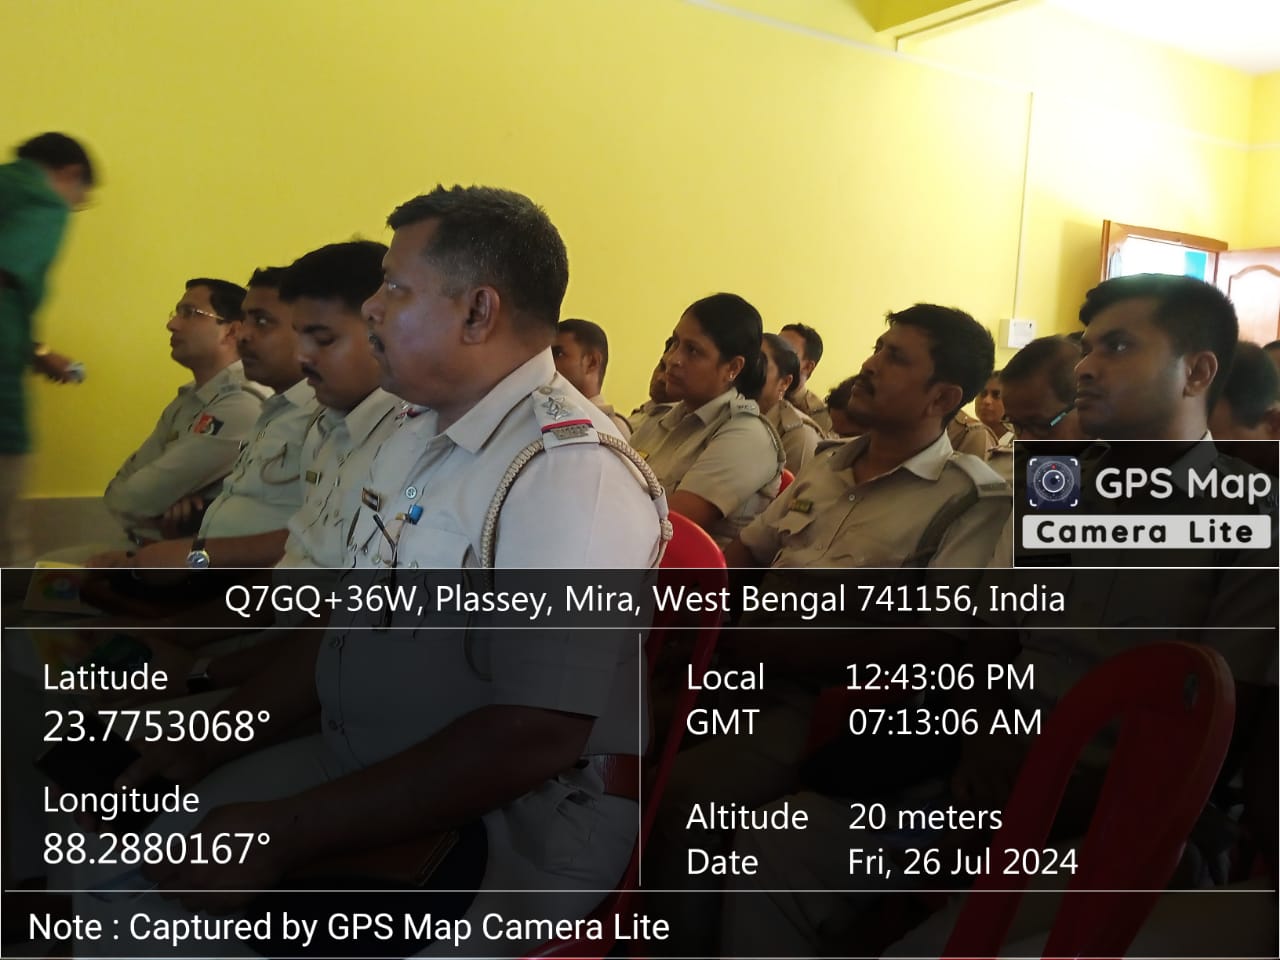 GPS Map
Camera Lite
Q7GQ+36W, Plassey, Mira, West Bengal 741156, India
Latitude
23.7753068°
Longitude
88.2880167°
Local 12:43:06 PM
GMT 07:13:06 AM
Altitude 20 meters
Date Fri, 26 Jul 2024
Note : Captured by GPS Map Camera Lite